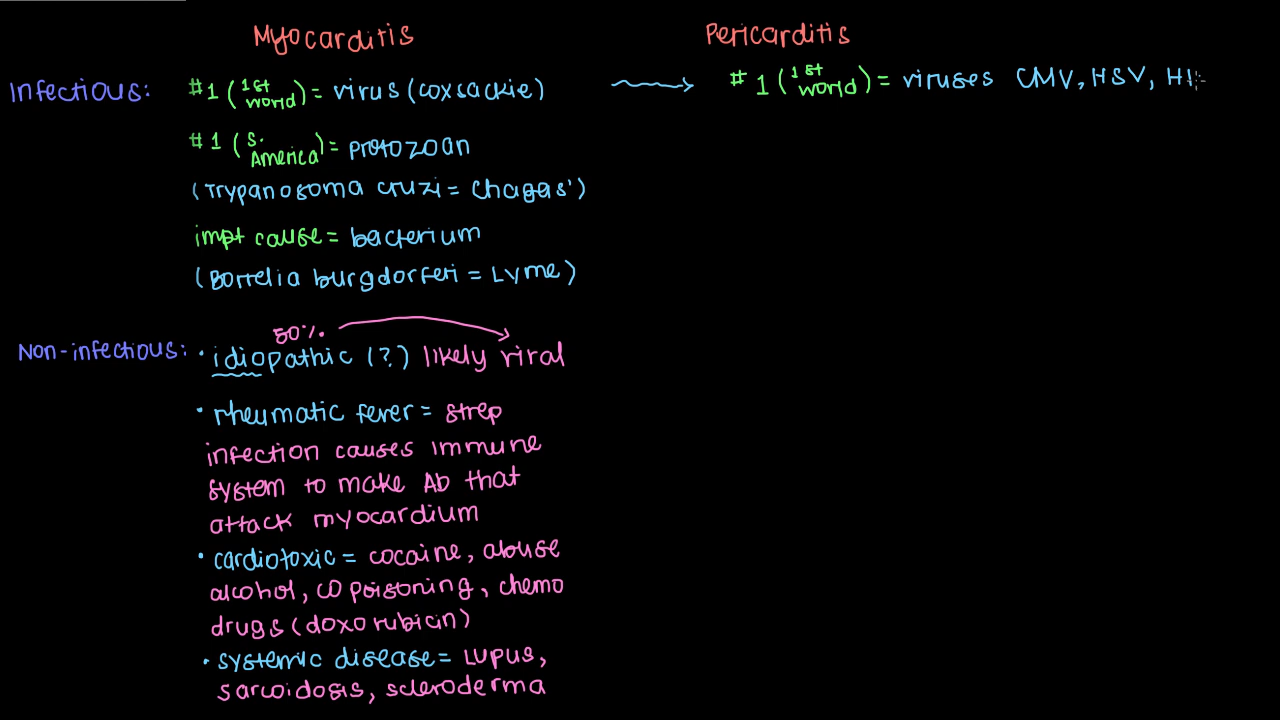 Myocarditis
Pericarditis
Infectious:
#1 (1st world) = virus (coxsackie)
#1 (1st world) = viruses CMV, HSV, HI
#1 (S. America) = protozoan
(Trypanosoma cruzi = Chagas')
impt cause = bacterium
(Borrelia burgdorferi = Lyme)
50%
Non-infectious:
• idiopathic (?) likely viral
• rheumatic fever = strep
infection causes immune
system to make Ab that
attack myocardium
• cardiotoxic = cocaine, abuse
alcohol, CO poisoning, chemo
drugs (doxorubicin)
• systemic disease = Lupus,
sarcoidosis, scleroderma